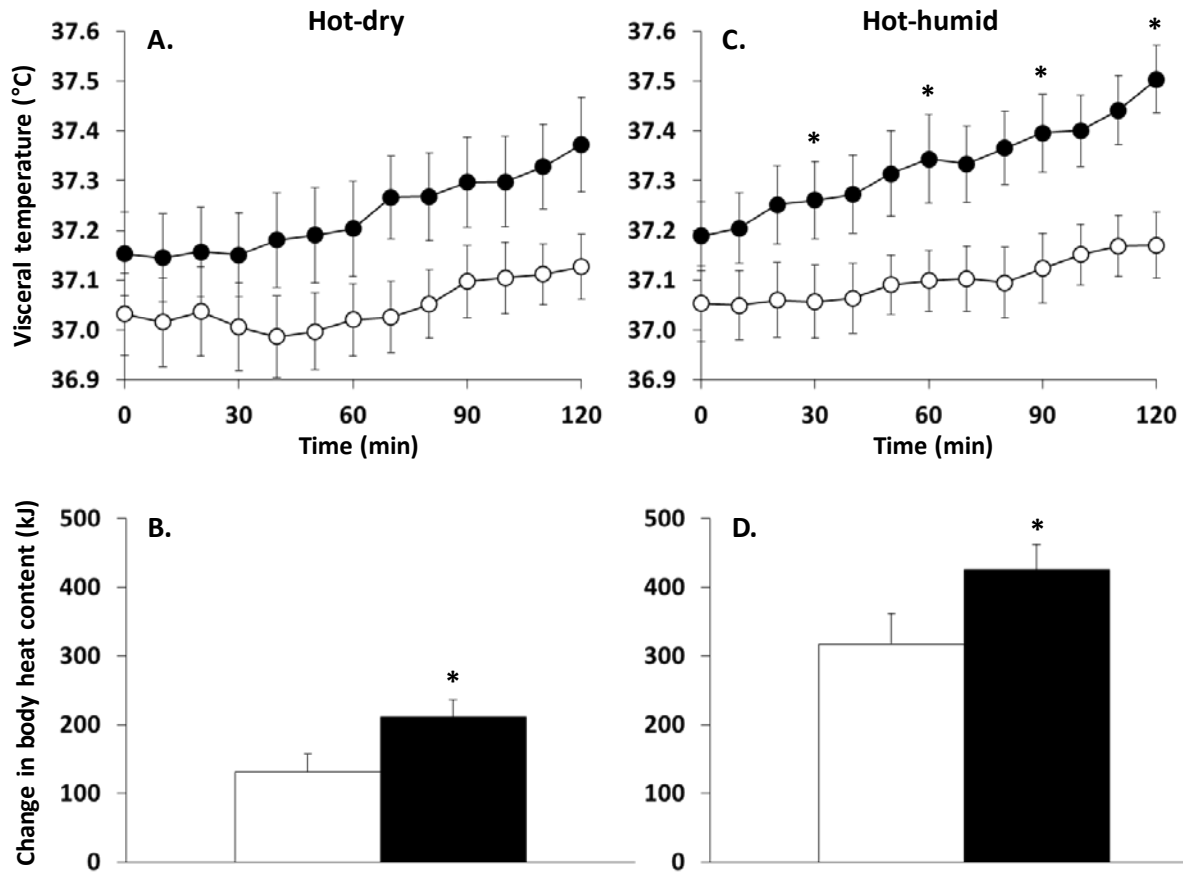 Hot-dry
A.
Visceral temperature (°C)
37.6
37.5
37.4
37.3
37.2
37.1
37.0
36.9
0 30 60 90 120
Time (min)
Hot-humid
C.
* * * *
37.6
37.5
37.4
37.3
37.2
37.1
37.0
36.9
0 30 60 90 120
Time (min)
B.
Change in body heat content (kJ)
500
400
300
200
100
0
*
D.
500
400
300
200
100
0
*